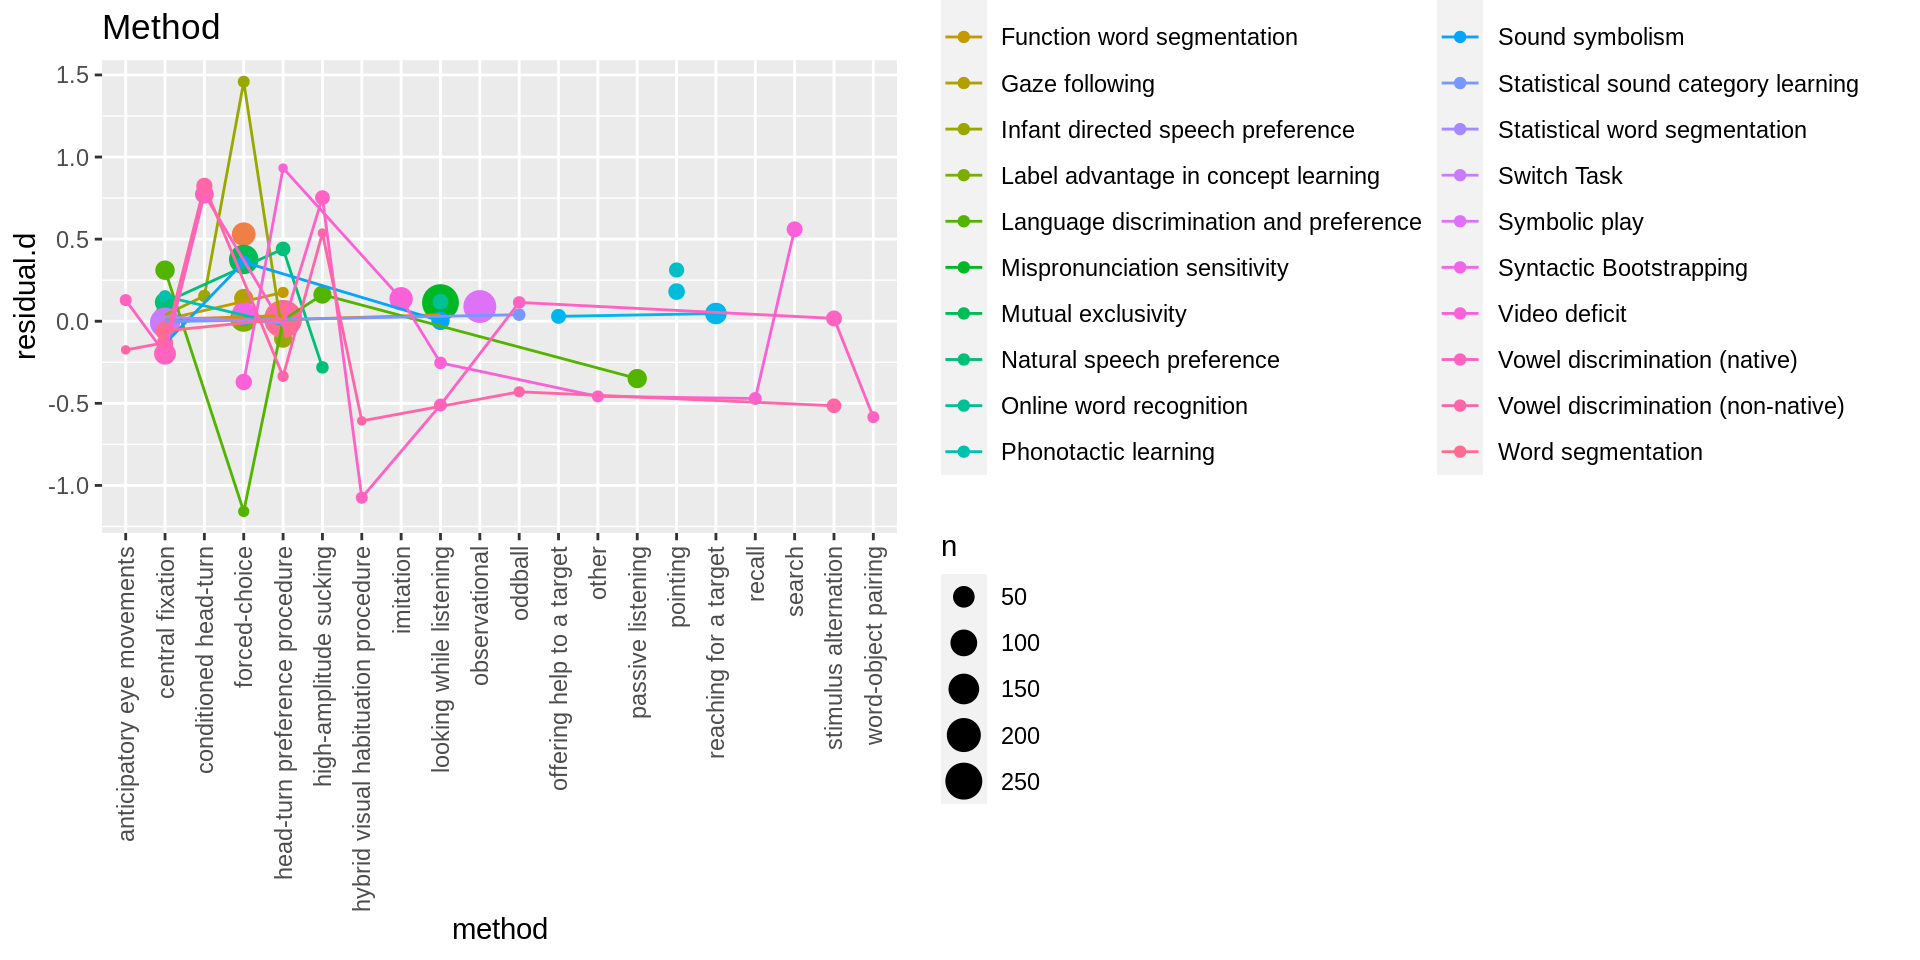 Method
residual.d
1.5
1.0
0.5
0.0
-0.5
-1.0
anticipatory eye movements
central fixation
conditioned head-turn
forced-choice
head-turn preference procedure
high-amplitude sucking
hybrid visual habituation procedure
imitation
looking while listening
observational
oddball
offering help to a target
other
passive listening
pointing
reaching for a target
recall
search
stimulus alternation
word-object pairing
method
Function word segmentation
Gaze following
Infant directed speech preference
Label advantage in concept learning
Language discrimination and preference
Mispronunciation sensitivity
Mutual exclusivity
Natural speech preference
Online word recognition
Phonotactic learning
Sound symbolism
Statistical sound category learning
Statistical word segmentation
Switch Task
Symbolic play
Syntactic Bootstrapping
Video deficit
Vowel discrimination (native)
Vowel discrimination (non-native)
Word segmentation
n
50
100
150
200
250